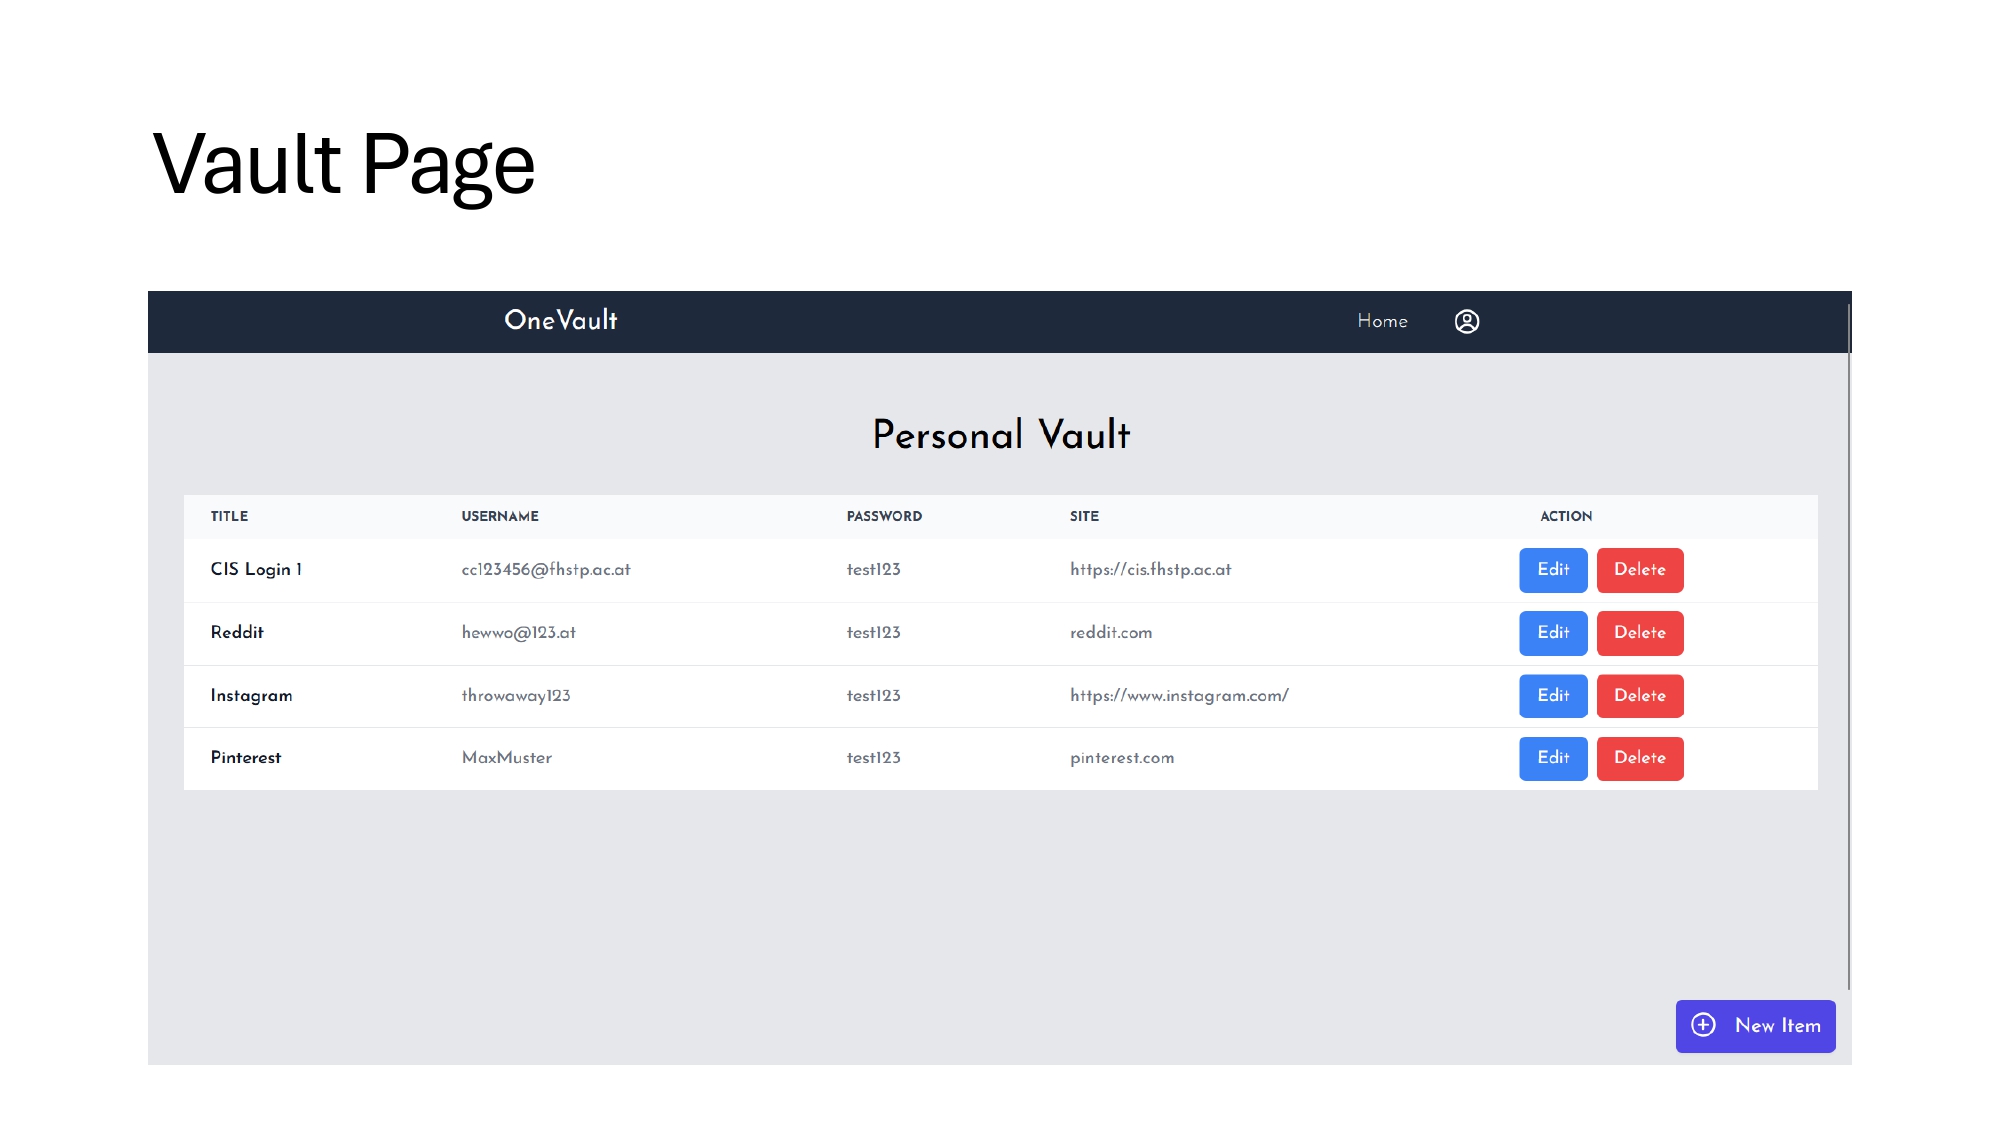 Vault Page
OneVault Home
Personal Vault
TITLE USERNAME PASSWORD SITE ACTION
CIS Login 1 cc123456@fhstp.ac.at test123 https://cis.fhstp.ac.at Edit Delete
Reddit hewwo@123.at test123 reddit.com Edit Delete
Instagram throwaway123 test123 https://www.instagram.com/ Edit Delete
Pinterest MaxMuster test123 pinterest.com Edit Delete
New Item